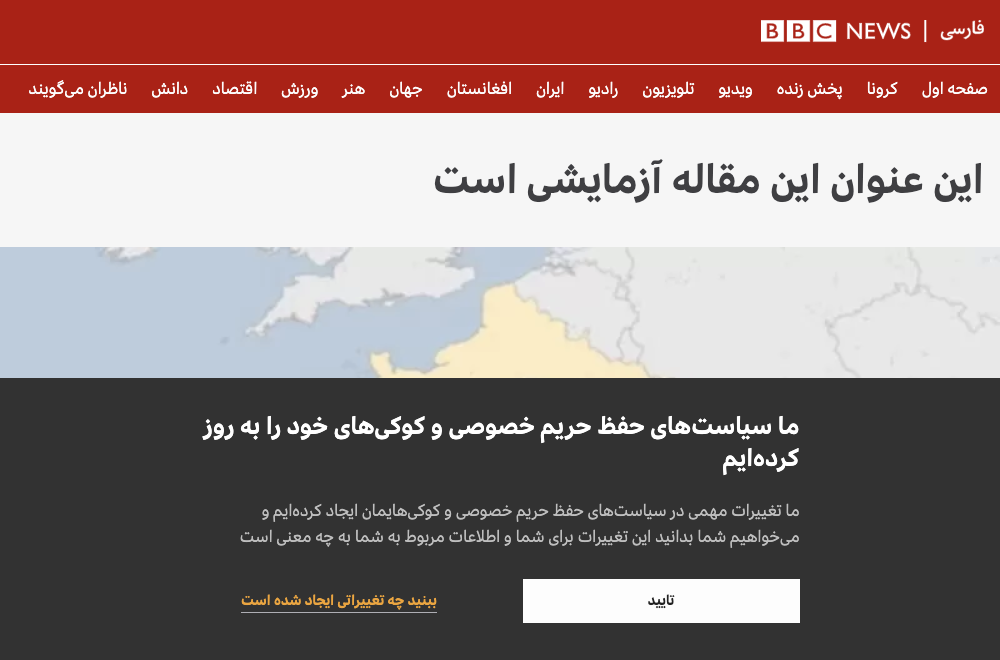 BBC NEWS | فارسی
صفحه اول کرونا پخش زنده ویدیو تلویزیون رادیو ایران افغانستان جهان هنر ورزش اقتصاد دانش ناظران می‌گویند
این عنوان این مقاله آزمایشی است
ما سیاست‌های حفظ حریم خصوصی و کوکی‌های خود را به روز
کرده‌ایم
ما تغییرات مهمی در سیاست‌های حفظ حریم خصوصی و کوکی‌هایمان ایجاد کرده‌ایم و
می‌خواهیم شما بدانید این تغییرات برای شما و اطلاعات مربوط به شما به چه معنی است
تایید
ببنید چه تغییراتی ایجاد شده است